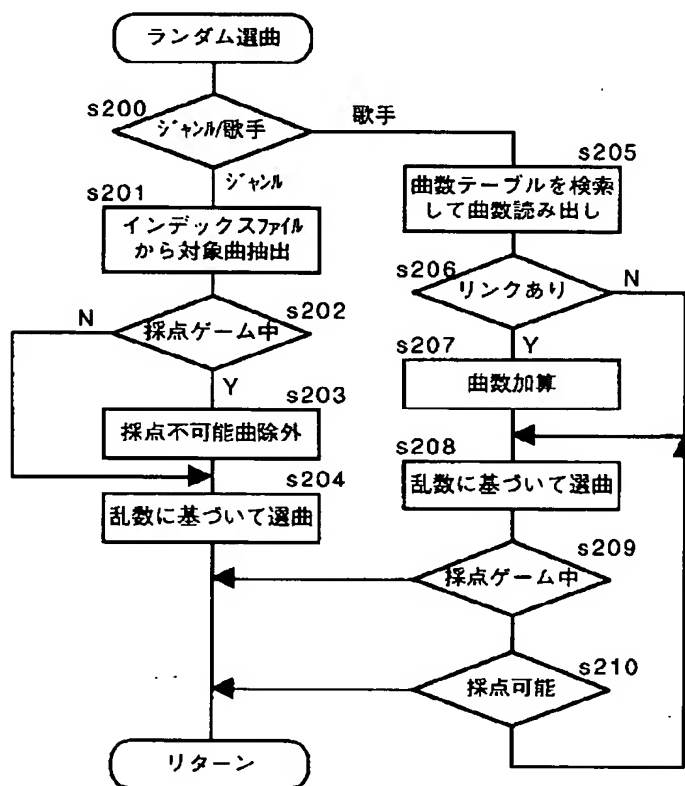 ランダム選曲
s200
ジャンル/歌手
歌手
ジャンル
s201
インデックスファイル
から対象曲抽出
s202
採点ゲーム中
N
Y
s203
採点不可能曲除外
s204
乱数に基づいて選曲
s205
曲数テーブルを検索
して曲数読み出し
s206
リンクあり
N
Y
s207
曲数加算
s208
乱数に基づいて選曲
s209
採点ゲーム中
s210
採点可能
リターン